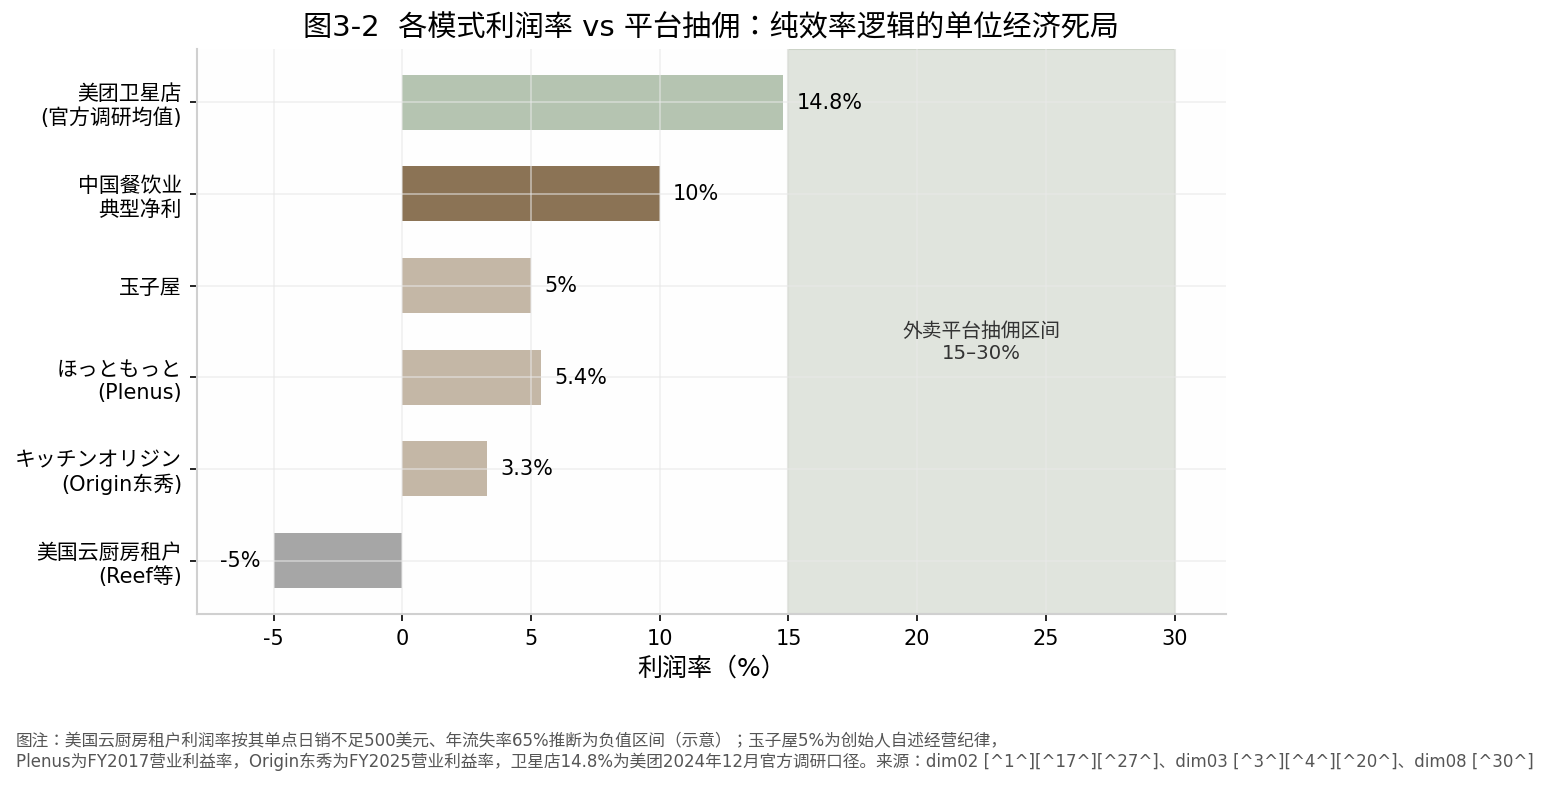 图3-2  各模式利润率 vs 平台抽佣：纯效率逻辑的单位经济死局
美团卫星店
(官方调研均值)
14.8%
中国餐饮业
典型净利
10%
玉子屋
5%
外卖平台抽佣区间
15–30%
ほっともっと
(Plenus)
5.4%
キッチンオリジン
(Origin东秀)
3.3%
美国云厨房租户
(Reef等)
-5%
-5 0 5 10 15 20 25 30
利润率（%）
图注：美国云厨房租户利润率按其单点日销不足500美元、年流失率65%推断为负值区间（示意）；玉子屋5%为创始人自述经营纪律，
Plenus为FY2017营业利益率，Origin东秀为FY2025营业利益率，卫星店14.8%为美团2024年12月官方调研口径。来源：dim02 [^1^][^17^][^27^]、dim03 [^3^][^4^][^20^]、dim08 [^30^]